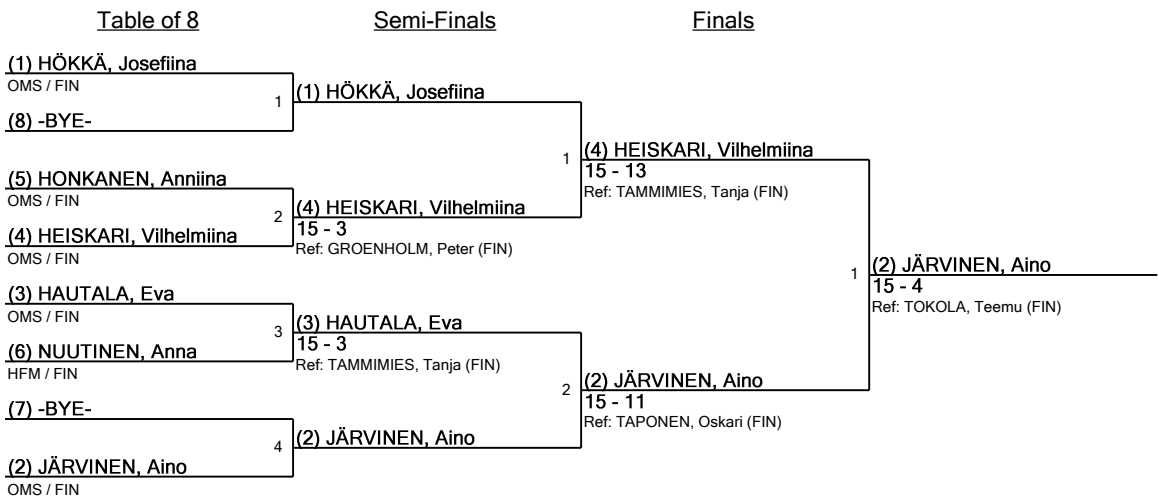 Table of 8
Semi-Finals
Finals
(1) HÖKKÄ, Josefiina
OMS / FIN
1
(8) -BYE-
(1) HÖKKÄ, Josefiina
(5) HONKANEN, Anniina
OMS / FIN
2
(4) HEISKARI, Vilhelmiina
OMS / FIN
(4) HEISKARI, Vilhelmiina
15 - 3
Ref: GROENHOLM, Peter (FIN)
1
(4) HEISKARI, Vilhelmiina
15 - 13
Ref: TAMMIMIES, Tanja (FIN)
(3) HAUTALA, Eva
OMS / FIN
3
(6) NUUTINEN, Anna
HFM / FIN
(3) HAUTALA, Eva
15 - 3
Ref: TAMMIMIES, Tanja (FIN)
(7) -BYE-
4
(2) JÄRVINEN, Aino
OMS / FIN
(2) JÄRVINEN, Aino
2
(2) JÄRVINEN, Aino
15 - 11
Ref: TAPONEN, Oskari (FIN)
1
(2) JÄRVINEN, Aino
15 - 4
Ref: TOKOLA, Teemu (FIN)